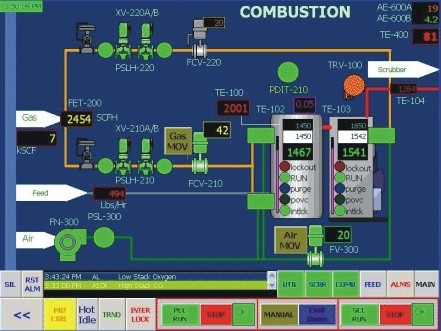 3:50:09 PM
COMBUSTION
XV-220A/B
20
AE-600A 19
AE-600B -4.2
TE-400 81
PSLH-220
FCV-220
PDIT-210
TRV-100
Scrubber
FET-200
TE-100
2001
TE-102
0.05
TE-103
1264
TE-104
Gas
2454 SCFH
XV-210A/B
Gas MOV
42
1450
1450
1467
1650
1542
1541
7
kSCF
lockout
RUN
purge
povc
intlck
lockout
RUN
purge
povc
intlck
PSLH-210
FCV-210
Feed
494
Lbs/Hr
FN-300
PSL-300
Air
Air MOV
20
FV-300
SIL
RST ALM
3:43:24 PM AL Low Stack Oxygen
3:33:00 PM ALOK High Stack CO
UTIL
SCBR
COMB
FEED
ALMS
MAIN
<<
Hot Idle
TRND
INTER LOCK
PCC RUN
STOP
MANUAL
Cool Down
SCC RUN
STOP